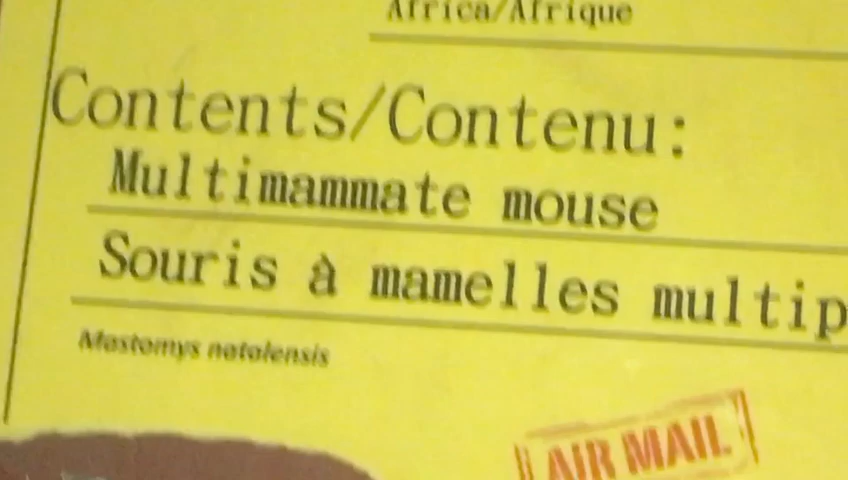 Africa/Afrique
Contents/Contenu:
Multimammate mouse
Souris à mamelles multip
Mastomys natalensis
AIR MAIL